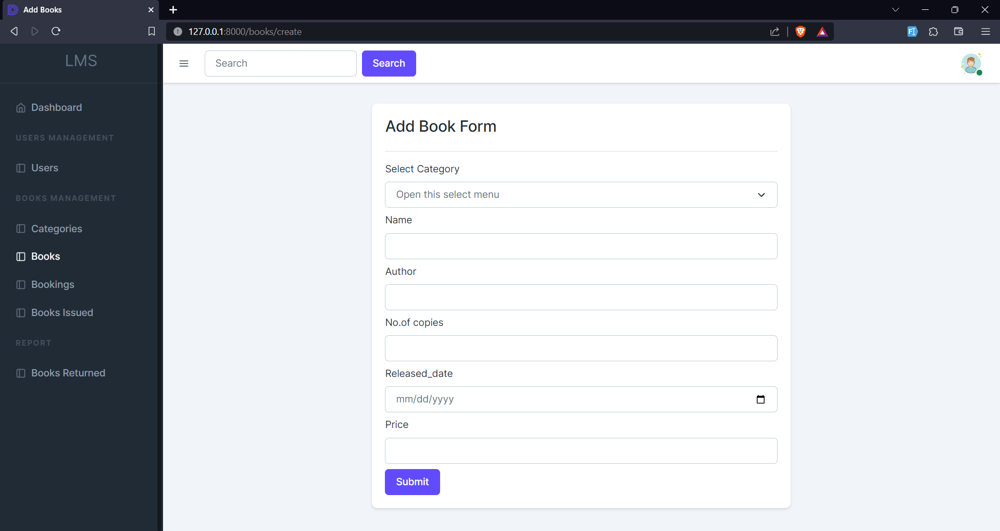 Add Books
127.0.0.1:8000/books/create
LMS
Search
Search
Dashboard
USERS MANAGEMENT
Users
BOOKS MANAGEMENT
Categories
Books
Bookings
Books Issued
REPORT
Books Returned
Add Book Form
Select Category
Open this select menu
Name
Author
No.of copies
Released_date
mm/dd/yyyy
Price
Submit